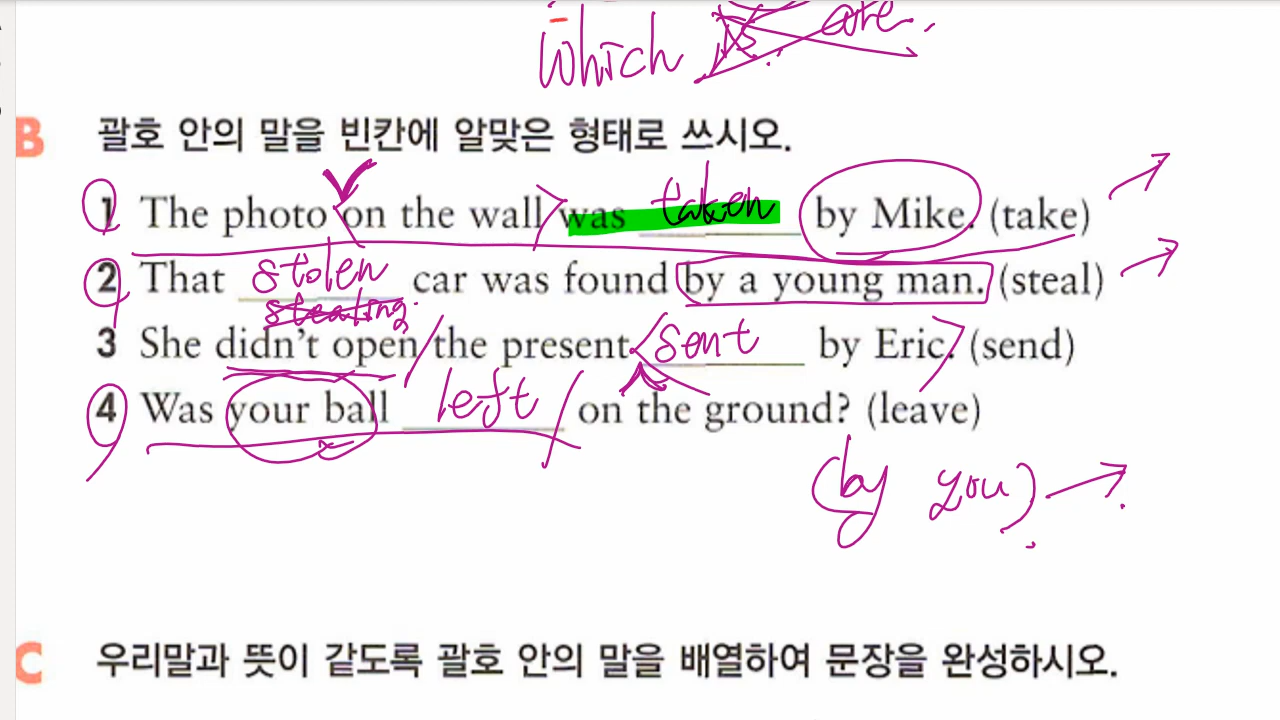 which is are.
B 괄호 안의 말을 빈칸에 알맞은 형태로 쓰시오.
1 The photo on the wall was taken by Mike. (take)
2 That stolen car was found by a young man. (steal)
stealing
3 She didn't open the present sent by Eric. (send)
4 Was your ball left on the ground? (leave)
(by you)
C 우리말과 뜻이 같도록 괄호 안의 말을 배열하여 문장을 완성하시오.